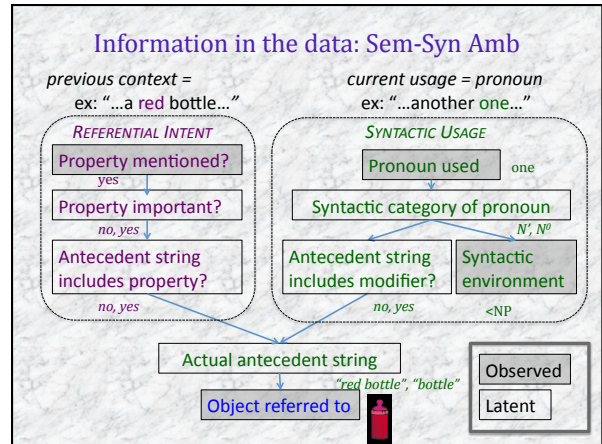 Information in the data: Sem-Syn Amb
previous context =
ex: “…a red bottle…”
current usage = pronoun
ex: “…another one…”
REFERENTIAL INTENT
Property mentioned?
yes
Property important?
no, yes
Antecedent string
includes property?
no, yes
SYNTACTIC USAGE
Pronoun used
one
Syntactic category of pronoun
N’, N⁰
Antecedent string
includes modifier?
no, yes
Syntactic
environment
<NP
Actual antecedent string
“red bottle”, “bottle”
Object referred to
Observed
Latent